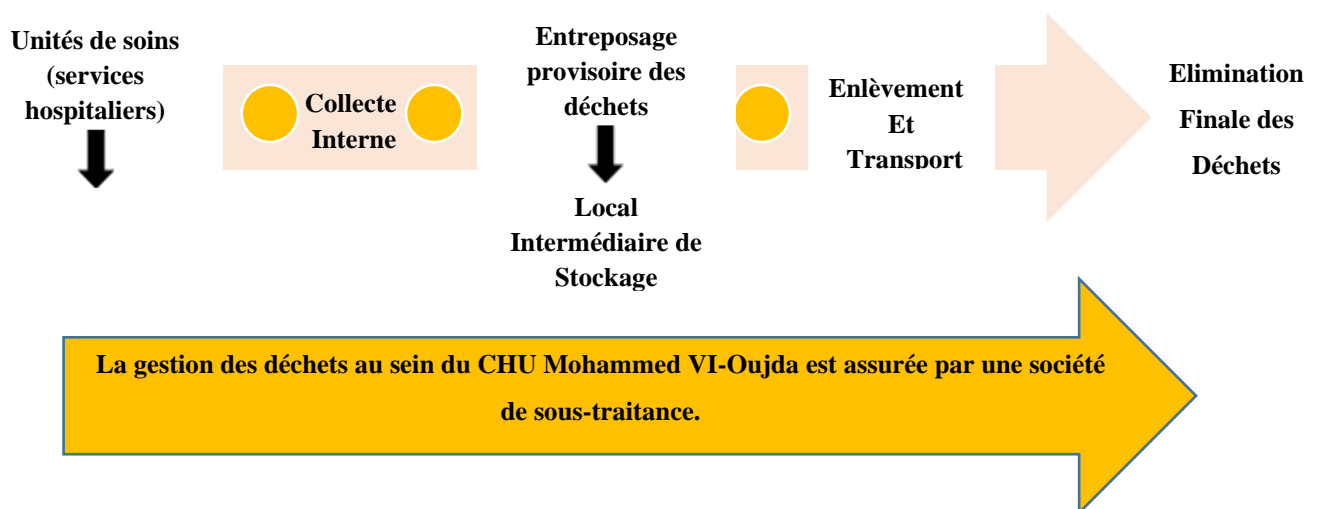 Unités de soins
(services
hospitaliers)
Collecte
Interne
Entreposage
provisoire des
déchets
Local
Intermédiaire de
Stockage
Enlèvement
Et
Transport
Elimination
Finale des
Déchets
La gestion des déchets au sein du CHU Mohammed VI-Oujda est assurée par une société
de sous-traitance.